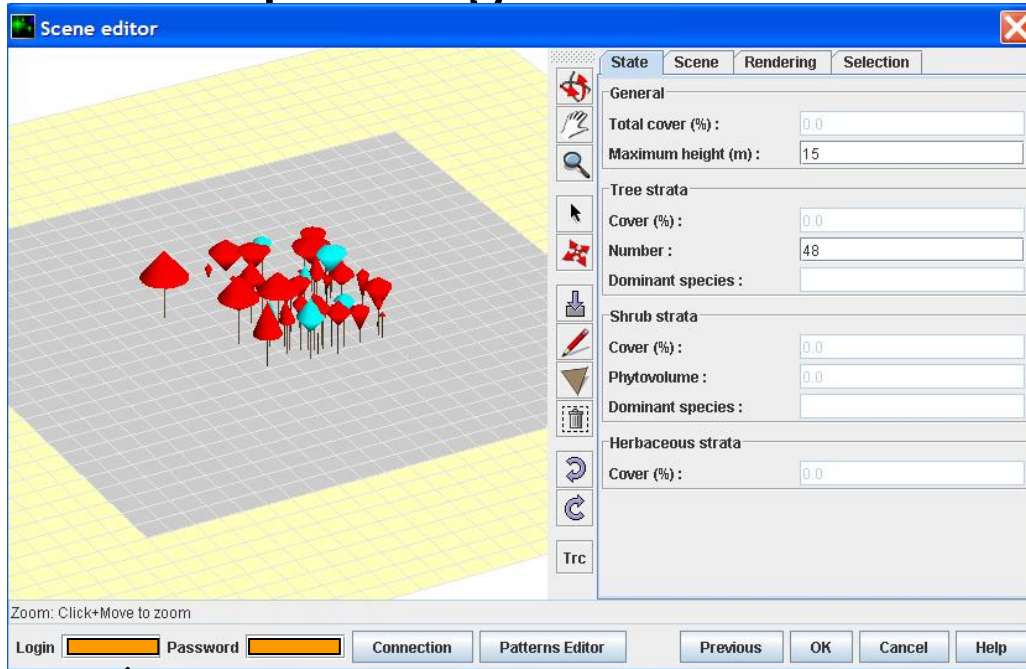 Scene editor
State Scene Rendering Selection
General
Total cover (%) : 0.0
Maximum height (m) : 15
Tree strata
Cover (%) : 0.0
Number : 48
Dominant species :
Shrub strata
Cover (%) : 0.0
Phytovolume : 0.0
Dominant species :
Herbaceous strata
Cover (%) : 0.0
Trc
Zoom: Click+Move to zoom
Login Password Connection Patterns Editor Previous OK Cancel Help